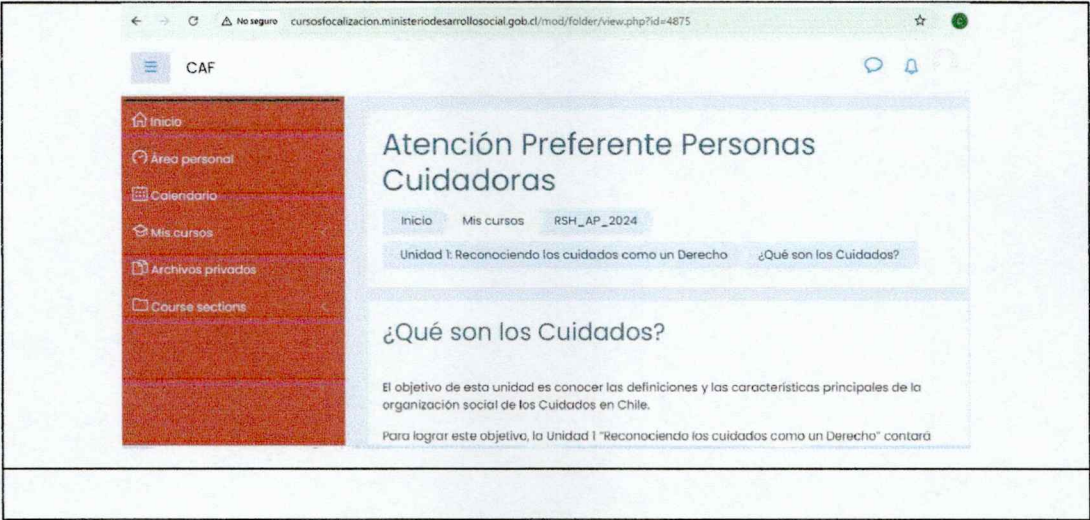 No seguro cursosfocalizacion.ministeriodesarrollosocial.gob.cl/mod/folder/view.php?id=4875
CAF
Inicio
Área personal
Calendario
Mis cursos
Archivos privados
Course sections
Atención Preferente Personas
Cuidadoras
Inicio Mis cursos RSH_AP_2024
Unidad 1: Reconociendo los cuidados como un Derecho ¿Qué son los Cuidados?
¿Qué son los Cuidados?
El objetivo de esta unidad es conocer las definiciones y las características principales de la
organización social de los Cuidados en Chile.
Para lograr este objetivo, la Unidad 1 "Reconociendo los cuidados como un Derecho" contará